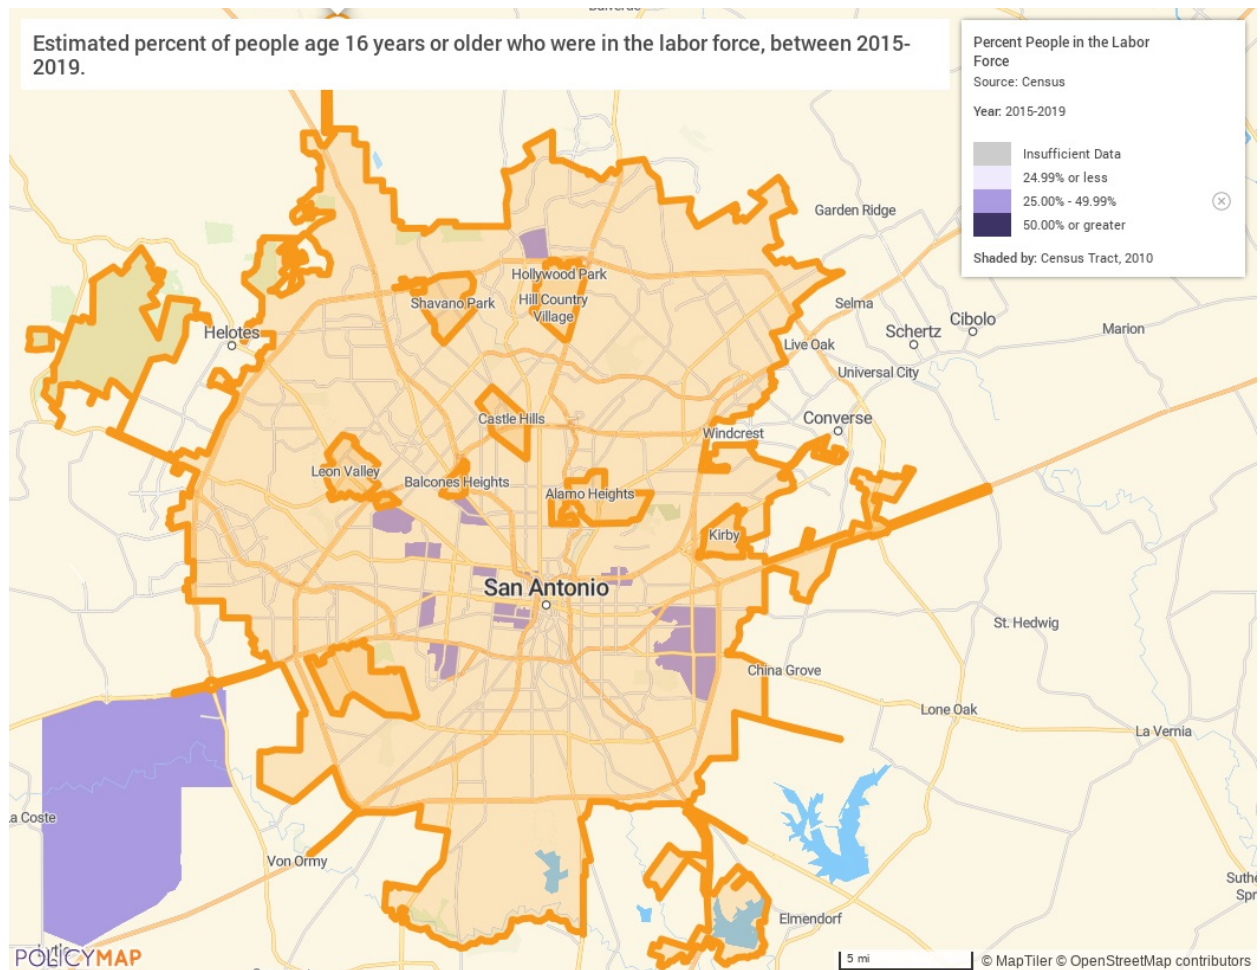 Estimated percent of people age 16 years or older who were in the labor force, between 2015-
2019.
Percent People in the Labor
Force
Source: Census
Year: 2015-2019
Insufficient Data
24.99% or less
25.00% - 49.99%
50.00% or greater
Shaded by: Census Tract, 2010
Garden Ridge
Hollywood Park
Shavano Park
Hill Country
Village
Selma
Helotes
Schertz
Cibolo
Marion
Live Oak
Universal City
Castle Hills
Converse
Windcrest
Leon Valley
Balcones Heights
Alamo Heights
Kirby
San Antonio
St. Hedwig
China Grove
Lone Oak
La Vernia
a Coste
Von Ormy
Suthe
Spr
Elmendorf
POLICYMAP
5 mi
© MapTiler © OpenStreetMap contributors